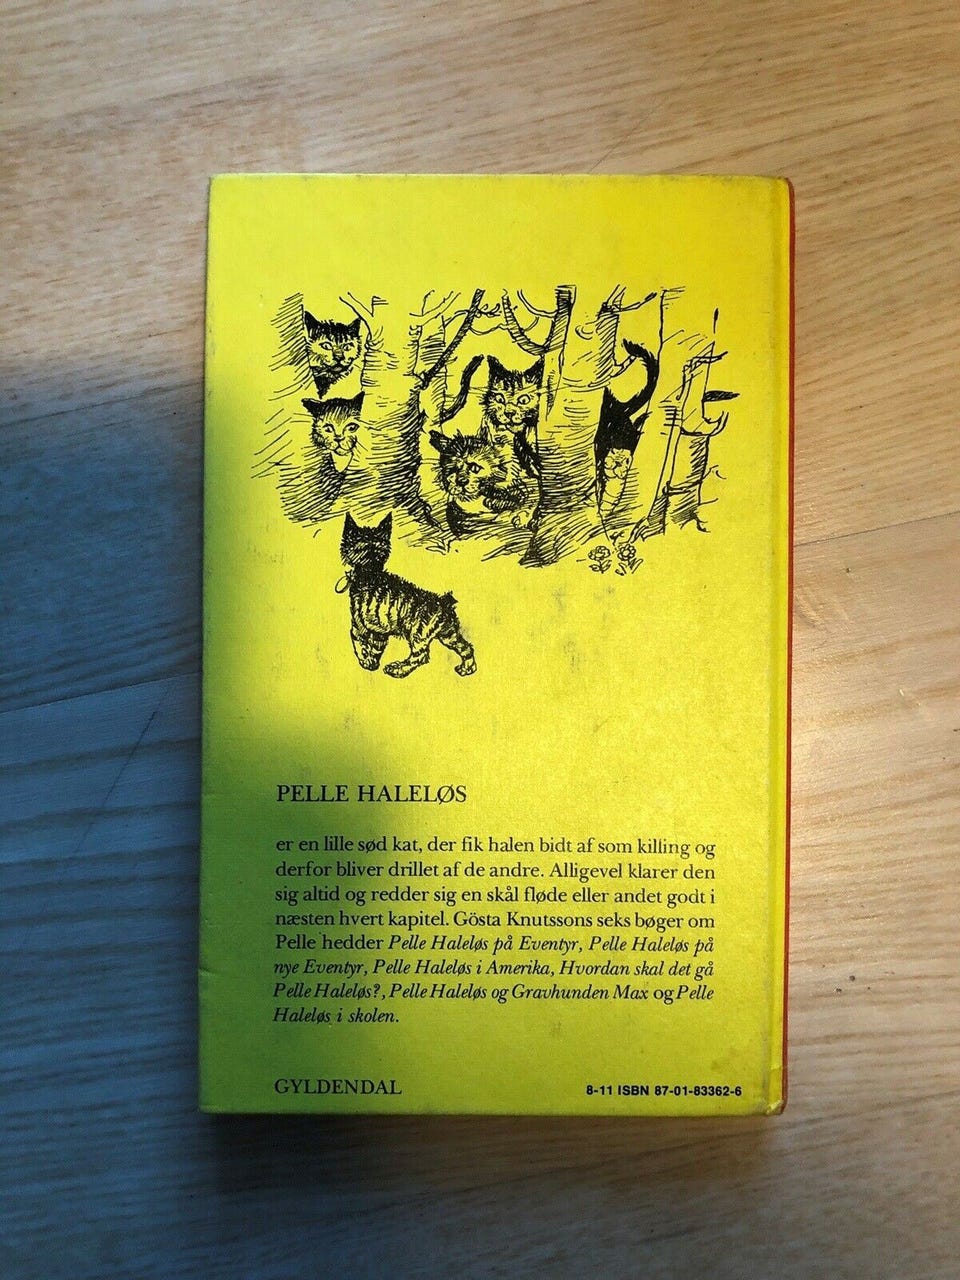 PELLE HALELØS
er en lille sød kat, der fik halen bidt af som killing og
derfor bliver drillet af de andre. Alligevel klarer den
sig altid og redder sig en skål fløde eller andet godt i
næsten hvert kapitel. Gösta Knutssons seks bøger om
Pelle hedder Pelle Haleløs på Eventyr, Pelle Haleløs på
nye Eventyr, Pelle Haleløs i Amerika, Hvordan skal det gå
Pelle Haleløs?, Pelle Haleløs og Gravhunden Max og Pelle
Haleløs i skolen.
GYLDENDAL
8-11 ISBN 87-01-83362-6